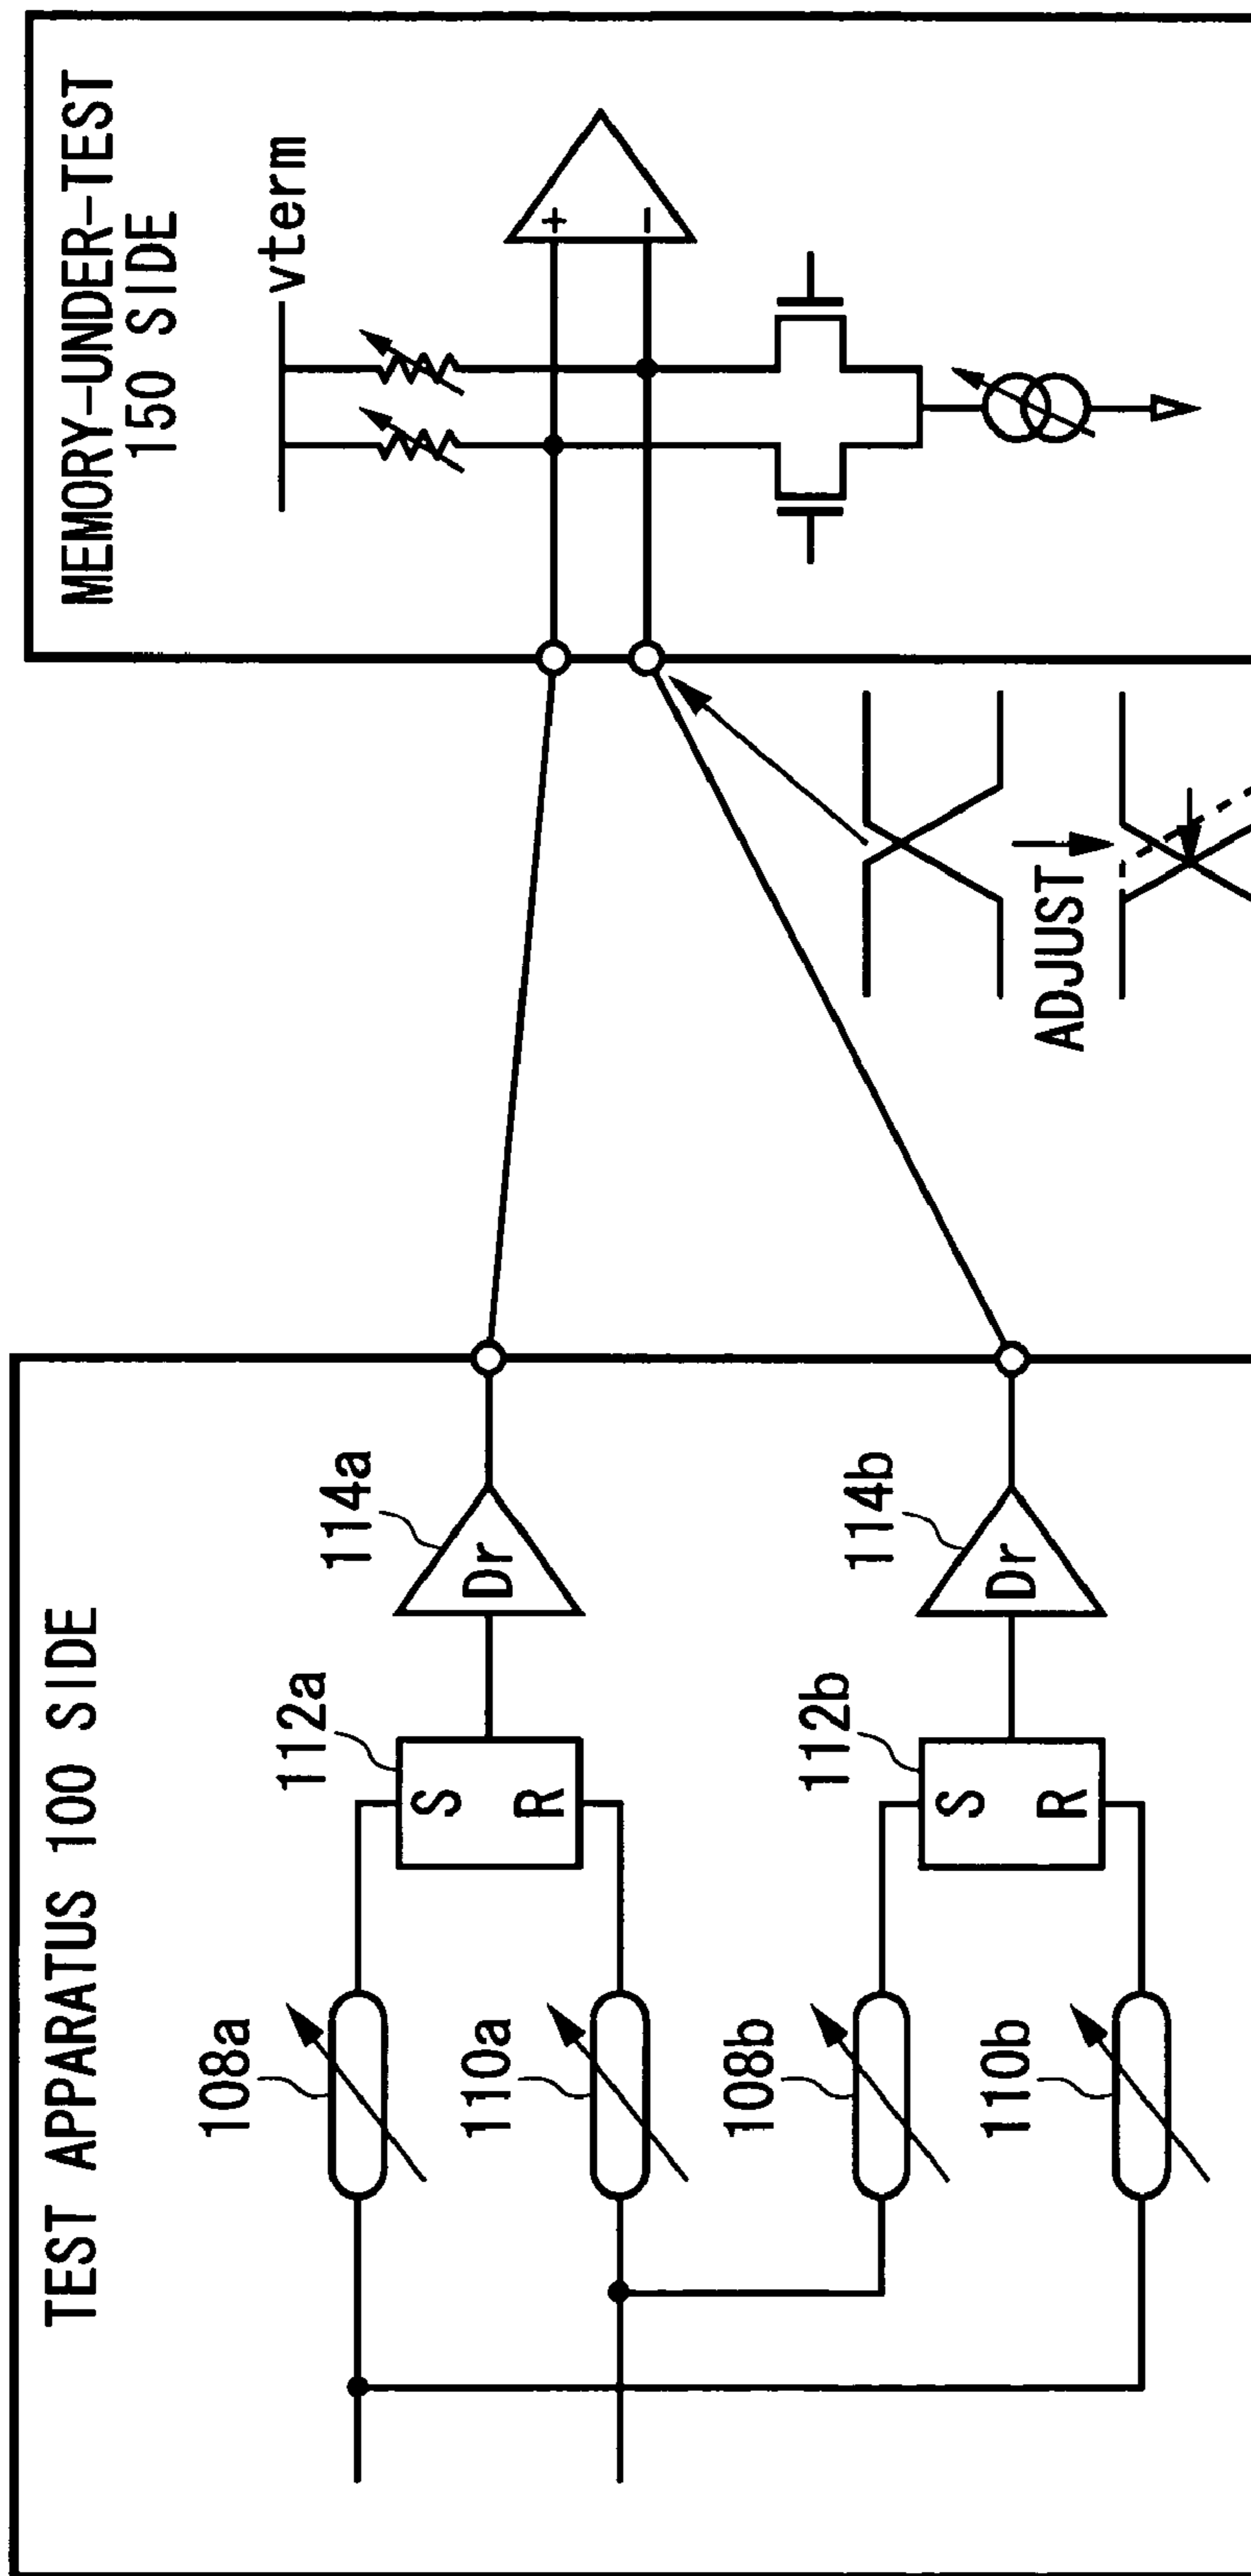 TEST APPARATUS 100 SIDE
108a
110a
108b
110b
112a
S
R
112b
S
R
114a
Dr
114b
Dr
ADJUST
MEMORY-UNDER-TEST
150 SIDE
vterm
+
-